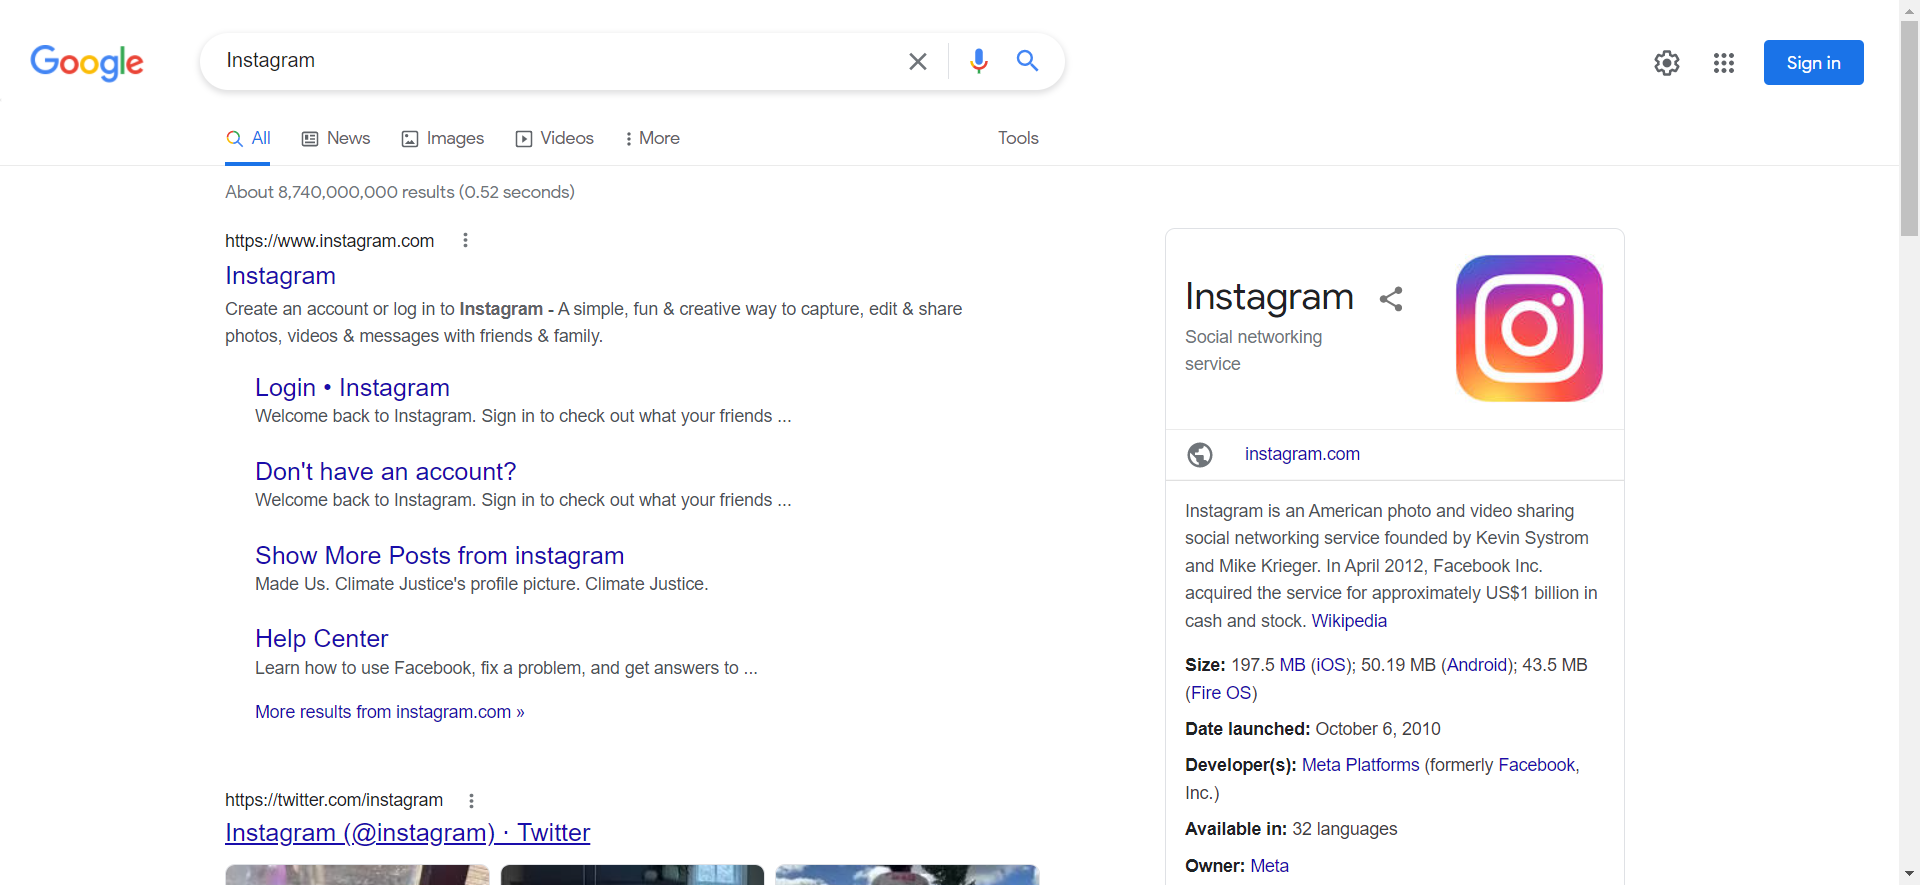 Google
Instagram
Sign in
All
News
Images
Videos
More
Tools
About 8,740,000,000 results (0.52 seconds)
https://www.instagram.com
Instagram
Create an account or log in to Instagram - A simple, fun & creative way to capture, edit & share
photos, videos & messages with friends & family.
Login • Instagram
Welcome back to Instagram. Sign in to check out what your friends ...
Don't have an account?
Welcome back to Instagram. Sign in to check out what your friends ...
Show More Posts from instagram
Made Us. Climate Justice's profile picture. Climate Justice.
Help Center
Learn how to use Facebook, fix a problem, and get answers to ...
More results from instagram.com »
https://twitter.com/instagram
Instagram (@instagram) · Twitter
Instagram
Social networking
service
instagram.com
Instagram is an American photo and video sharing
social networking service founded by Kevin Systrom
and Mike Krieger. In April 2012, Facebook Inc.
acquired the service for approximately US$1 billion in
cash and stock. Wikipedia
Size: 197.5 MB (iOS); 50.19 MB (Android); 43.5 MB
(Fire OS)
Date launched: October 6, 2010
Developer(s): Meta Platforms (formerly Facebook,
Inc.)
Available in: 32 languages
Owner: Meta